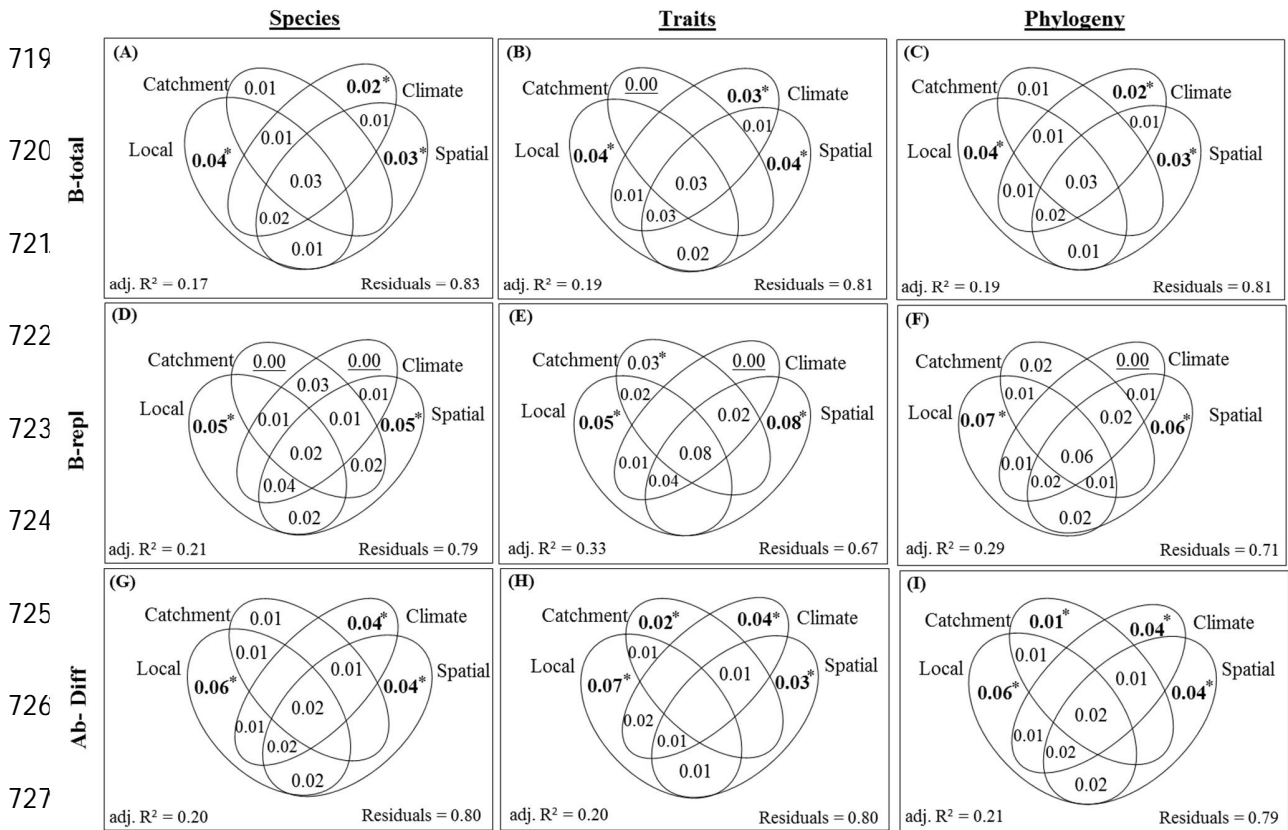 Species Traits Phylogeny
719
720
721
722
723
724
725
726
727
B-total
B-repl
Ab- Diff
(A)
Catchment 0.01 0.02* Climate
0.01 0.01
Local 0.04* 0.03* Spatial
0.03
0.02
0.01
adj. R² = 0.17 Residuals = 0.83
(B)
Catchment 0.00 0.03* Climate
0.01
Local 0.04* 0.04* Spatial
0.01 0.03
0.03
0.02
adj. R² = 0.19 Residuals = 0.81
(C)
Catchment 0.01 0.02* Climate
0.01 0.01
Local 0.04* 0.03* Spatial
0.01 0.03
0.02
0.01
adj. R² = 0.19 Residuals = 0.81
(D)
Catchment 0.00 0.00 Climate
0.03 0.01
Local 0.05* 0.01 0.01 0.05* Spatial
0.02 0.02
0.04
0.02
adj. R² = 0.21 Residuals = 0.79
(E)
Catchment 0.03* 0.00 Climate
0.02
Local 0.05* 0.02 0.08* Spatial
0.08
0.01 0.04
adj. R² = 0.33 Residuals = 0.67
(F)
Catchment 0.02 0.00 Climate
0.01 0.01
Local 0.07* 0.02 0.06* Spatial
0.06
0.01 0.02 0.01
0.02
adj. R² = 0.29 Residuals = 0.71
(G)
Catchment 0.01 0.04* Climate
0.01 0.01
Local 0.06* 0.04* Spatial
0.02
0.01 0.02
0.02
adj. R² = 0.20 Residuals = 0.80
(H)
Catchment 0.02* 0.04* Climate
0.01 0.01
Local 0.07* 0.03* Spatial
0.02
0.01
0.01
adj. R² = 0.20 Residuals = 0.80
(I)
Catchment 0.01* 0.04* Climate
0.01 0.01
Local 0.06* 0.04* Spatial
0.02
0.01 0.02
0.02
adj. R² = 0.21 Residuals = 0.79